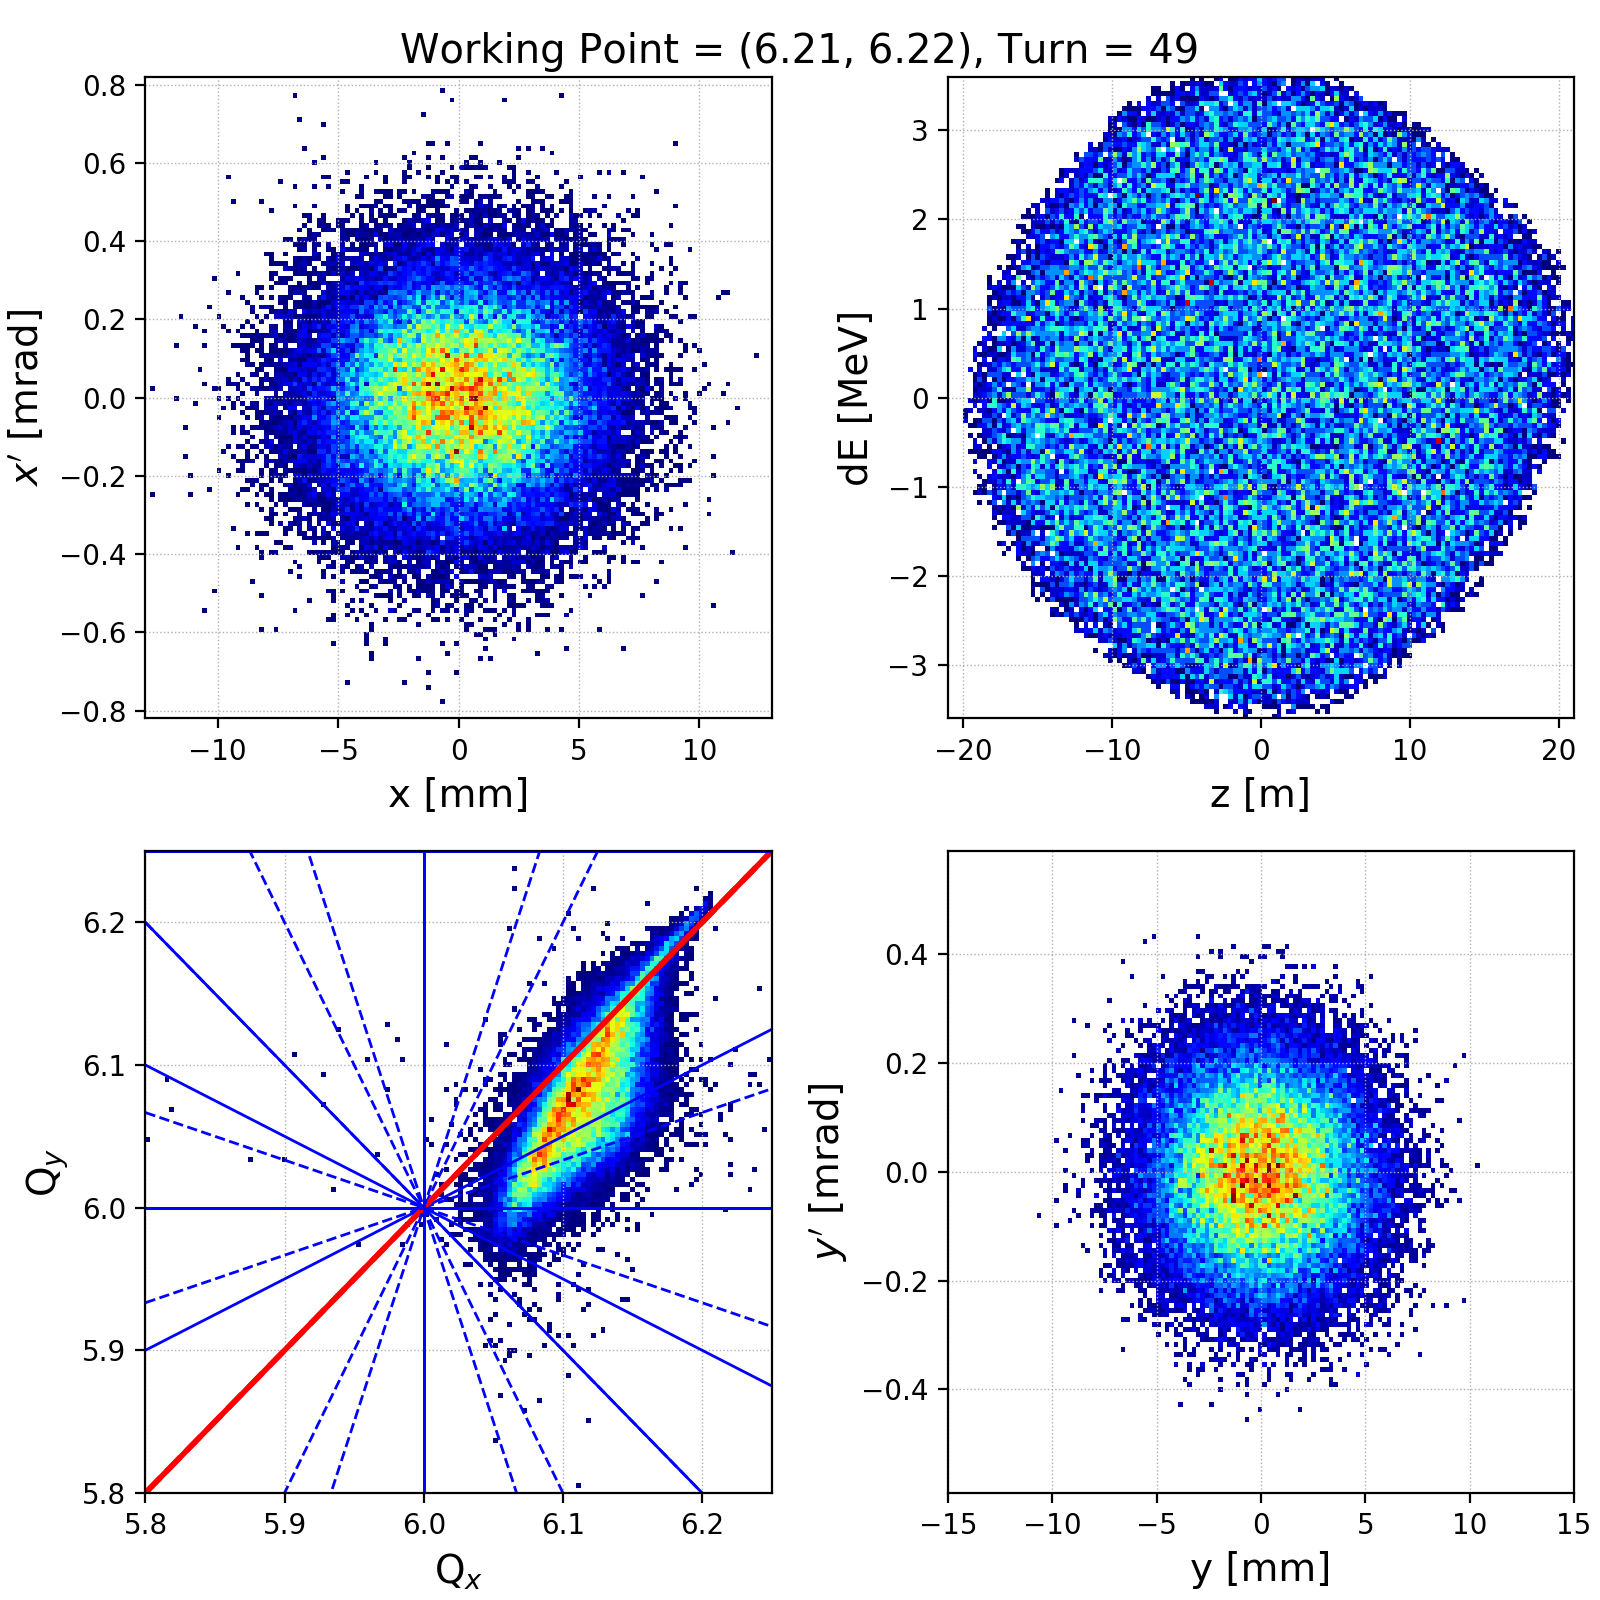 Working Point = (6.21, 6.22), Turn = 49
0.8
0.6
0.4
0.2
0.0
−0.2
−0.4
−0.6
−0.8
x′ [mrad]
−10 −5 0 5 10
x [mm]
3
2
1
0
−1
−2
−3
dE [MeV]
−20 −10 0 10 20
z [m]
6.2
6.1
6.0
5.9
5.8
Qy
5.8 5.9 6.0 6.1 6.2
Qx
0.4
0.2
0.0
−0.2
−0.4
y′ [mrad]
−15 −10 −5 0 5 10 15
y [mm]